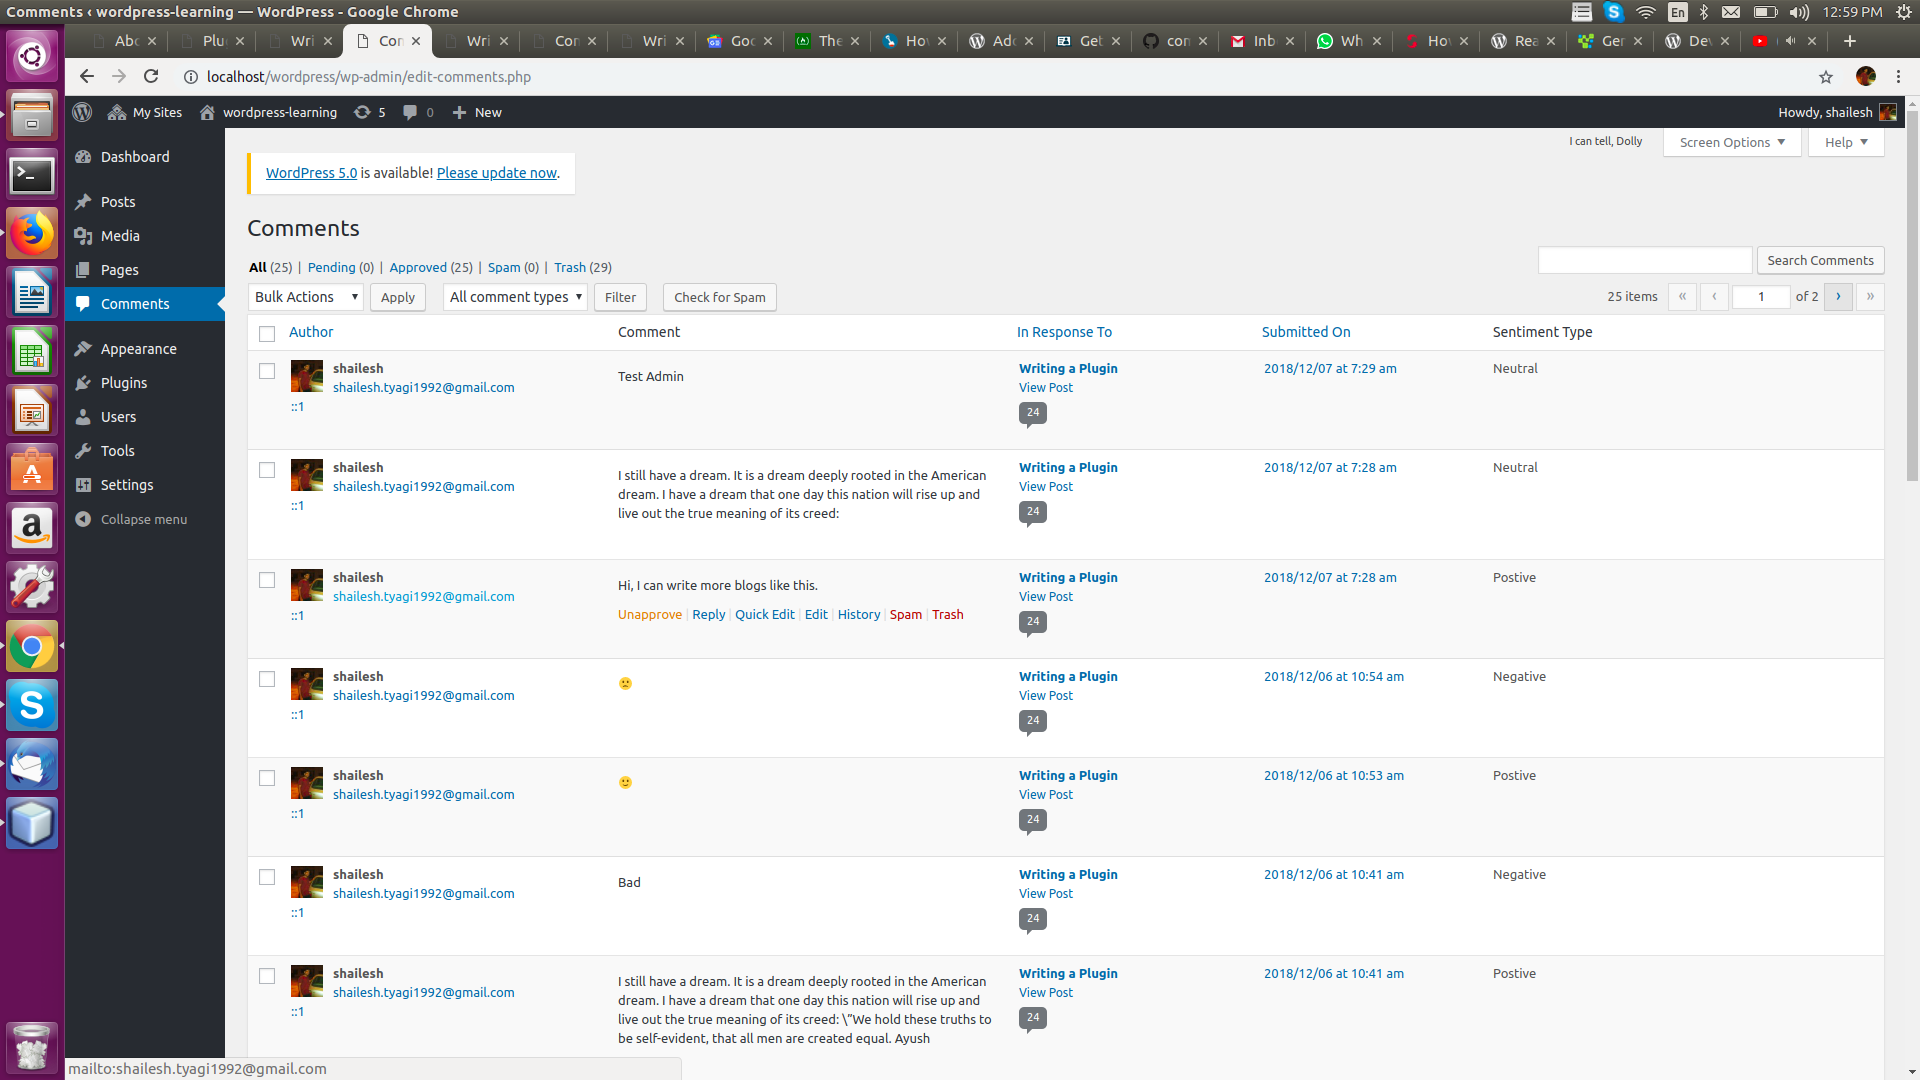 Comments ‹ wordpress-learning — WordPress - Google Chrome
En
12:59 PM
Abo
Plu
Wri
Con
Wri
Con
Wri
Goo
The
How
Add
Get
con
Inb
Wh
Hov
Rea
Ger
Dev
localhost/wordpress/wp-admin/edit-comments.php
My Sites
wordpress-learning
5
0
New
Howdy, shailesh
Dashboard
Posts
Media
Pages
Comments
Appearance
Plugins
Users
Tools
Settings
Collapse menu
I can tell, Dolly
Screen Options ▼
Help ▼
WordPress 5.0 is available! Please update now.
Comments
All (25) | Pending (0) | Approved (25) | Spam (0) | Trash (29)
Search Comments
Bulk Actions
Apply
All comment types
Filter
Check for Spam
25 items « ‹ 1 of 2 › »
Author Comment In Response To Submitted On Sentiment Type
shailesh
shailesh.tyagi1992@gmail.com
::1
Test Admin
Writing a Plugin
View Post
24
2018/12/07 at 7:29 am
Neutral
shailesh
shailesh.tyagi1992@gmail.com
::1
I still have a dream. It is a dream deeply rooted in the American
dream. I have a dream that one day this nation will rise up and
live out the true meaning of its creed:
Writing a Plugin
View Post
24
2018/12/07 at 7:28 am
Neutral
shailesh
shailesh.tyagi1992@gmail.com
::1
Hi, I can write more blogs like this.
Unapprove | Reply | Quick Edit | Edit | History | Spam | Trash
Writing a Plugin
View Post
24
2018/12/07 at 7:28 am
Postive
shailesh
shailesh.tyagi1992@gmail.com
::1
🙁
Writing a Plugin
View Post
24
2018/12/06 at 10:54 am
Negative
shailesh
shailesh.tyagi1992@gmail.com
::1
🙂
Writing a Plugin
View Post
24
2018/12/06 at 10:53 am
Postive
shailesh
shailesh.tyagi1992@gmail.com
::1
Bad
Writing a Plugin
View Post
24
2018/12/06 at 10:41 am
Negative
shailesh
shailesh.tyagi1992@gmail.com
::1
I still have a dream. It is a dream deeply rooted in the American
dream. I have a dream that one day this nation will rise up and
live out the true meaning of its creed: \"We hold these truths to
be self-evident, that all men are created equal. Ayush
Writing a Plugin
View Post
24
2018/12/06 at 10:41 am
Postive
mailto:shailesh.tyagi1992@gmail.com